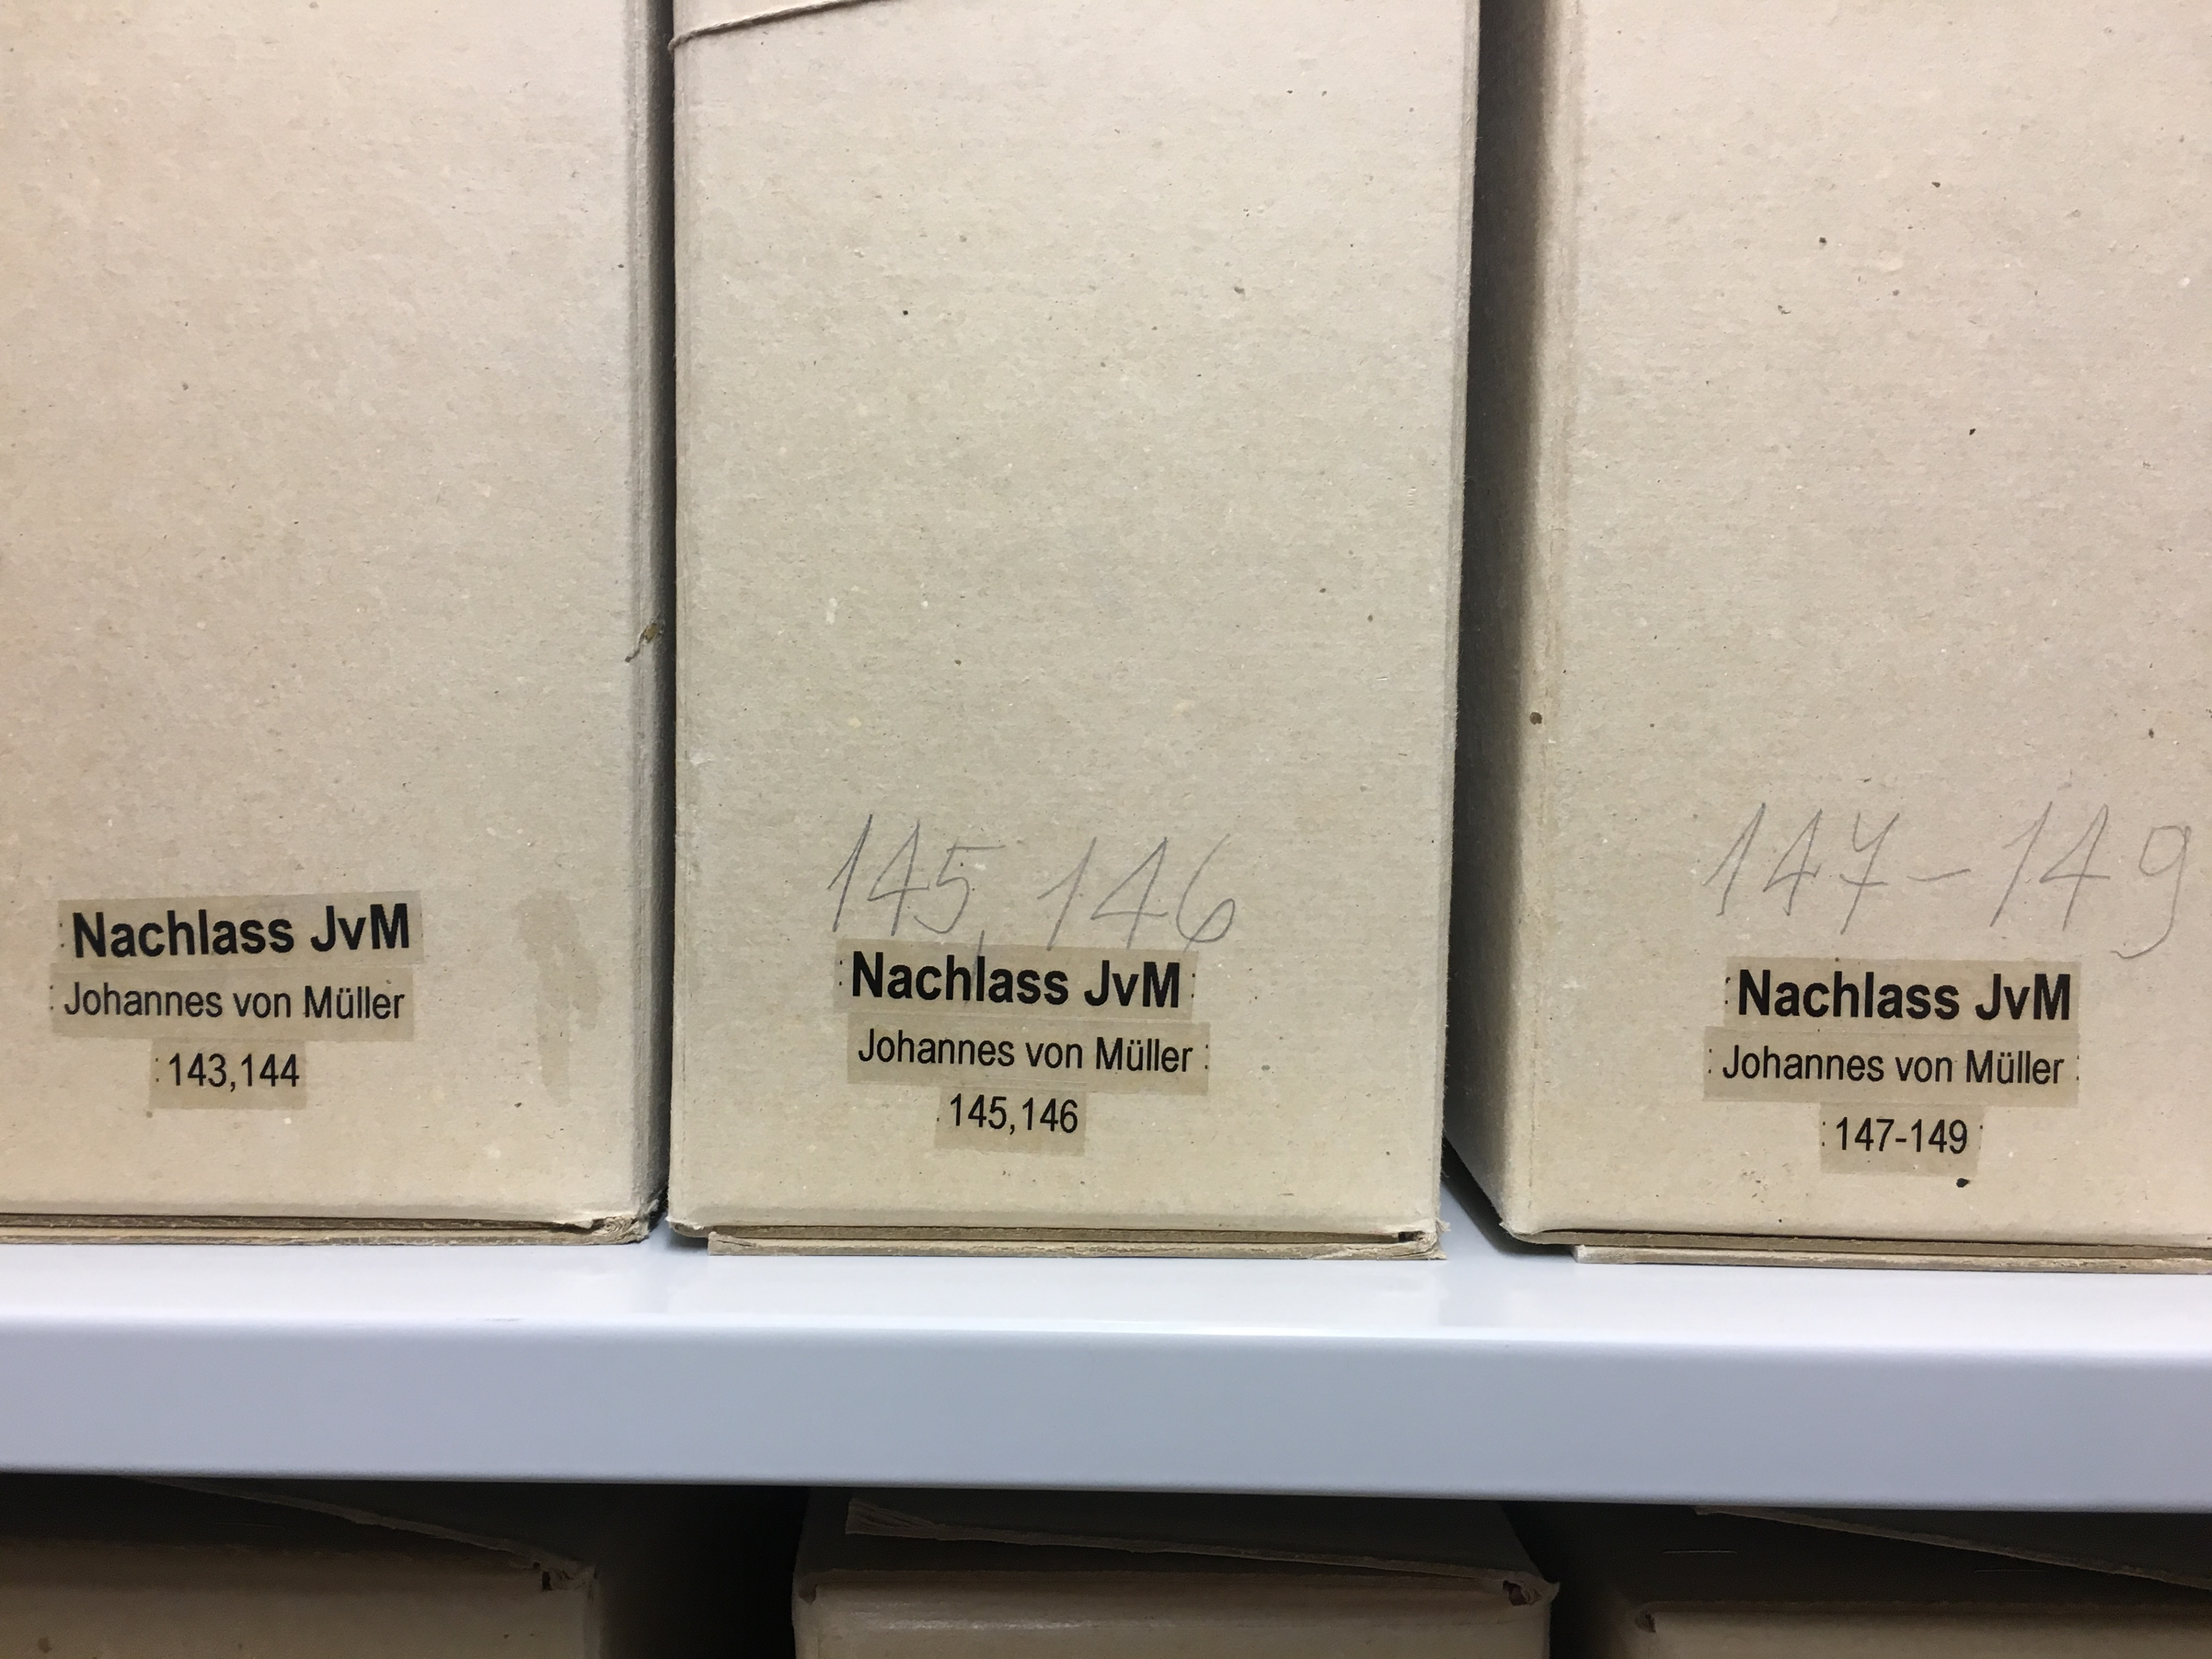 Nachlass JvM
Johannes von Müller
143,144
145, 146
Nachlass JvM
Johannes von Müller
145,146
147-149
Nachlass JvM
Johannes von Müller
147-149